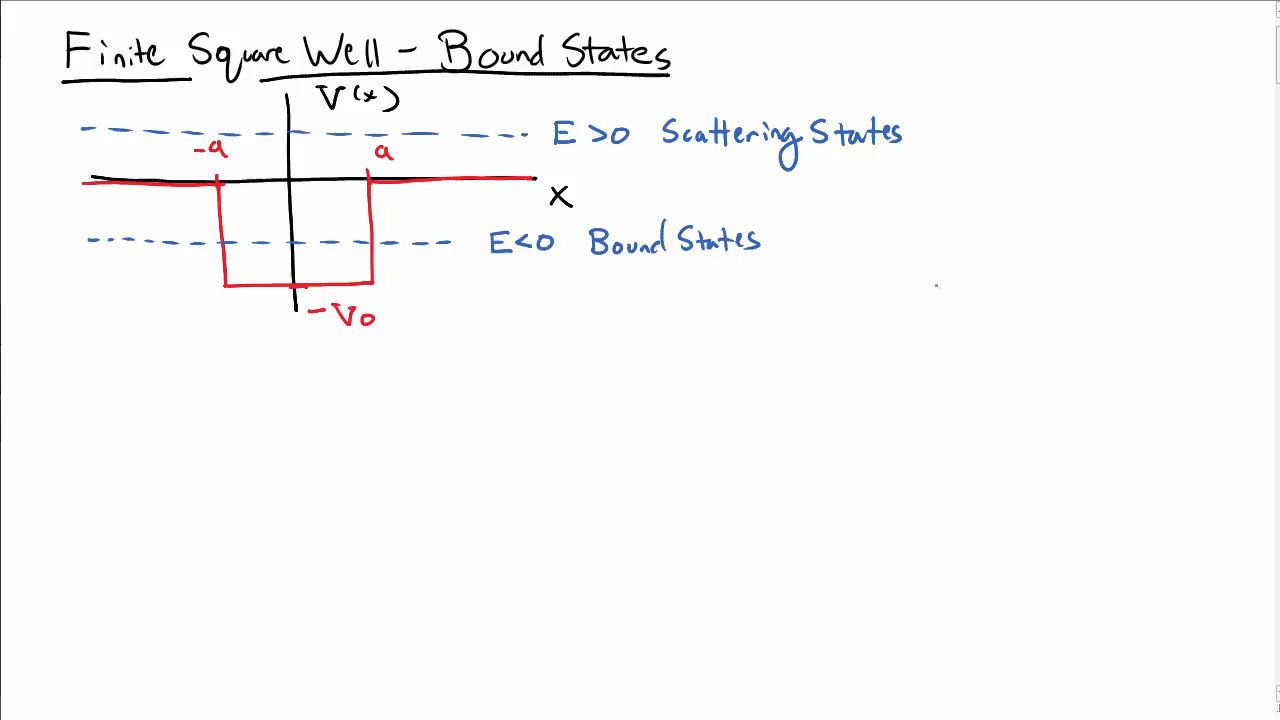 Finite Square Well - Bound States
V(x)
E >0 Scattering States
-a a
x
E<0 Bound States
-V0